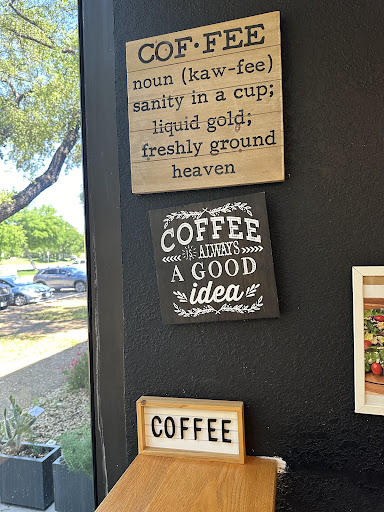 COF·FEE
noun (kaw-fee)
sanity in a cup;
liquid gold;
freshly ground
heaven
COFFEE
IS ALWAYS
A GOOD
idea
COFFEE